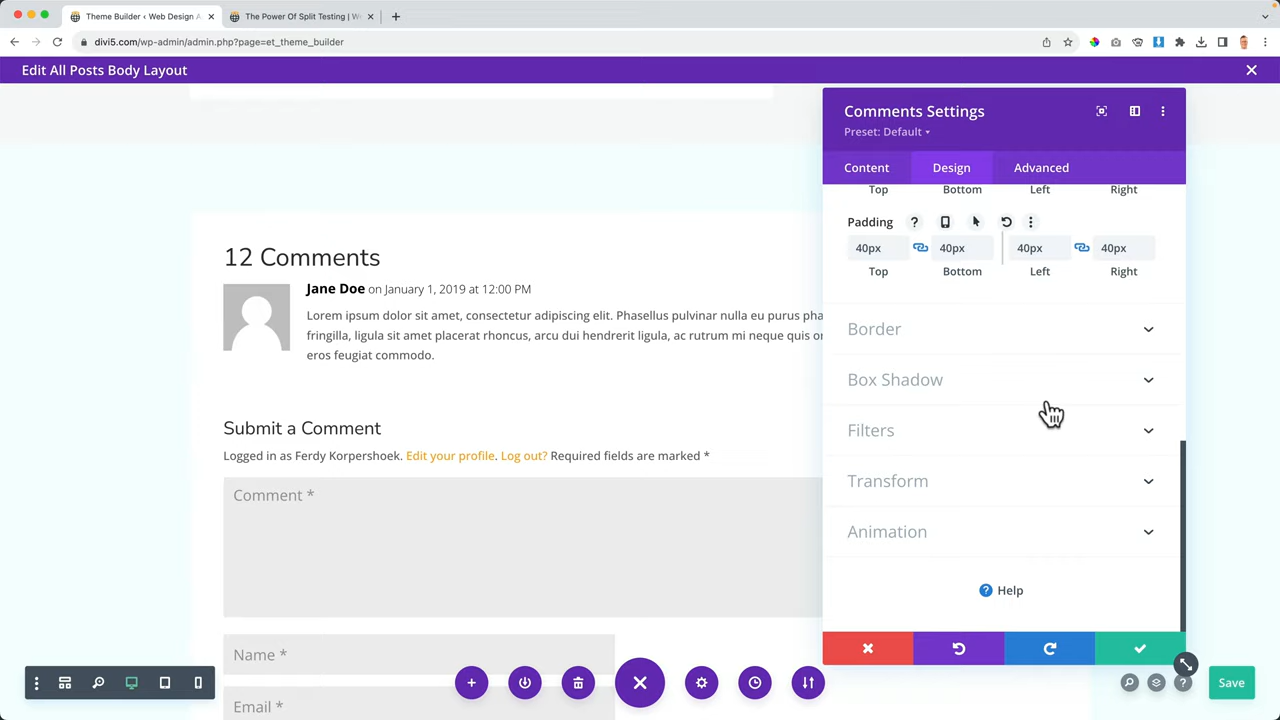 Theme Builder ‹ Web Design A
The Power Of Split Testing | W
divi5.com/wp-admin/admin.php?page=et_theme_builder
Edit All Posts Body Layout
Comments Settings
Preset: Default
Content Design Advanced
Top Bottom Left Right
Padding
40px 40px 40px 40px
Top Bottom Left Right
Border
Box Shadow
Filters
Transform
Animation
Help
12 Comments
Jane Doe on January 1, 2019 at 12:00 PM
Lorem ipsum dolor sit amet, consectetur adipiscing elit. Phasellus pulvinar nulla eu purus pha
fringilla, ligula sit amet placerat rhoncus, arcu dui hendrerit ligula, ac rutrum mi neque quis or
eros feugiat commodo.
Submit a Comment
Logged in as Ferdy Korpershoek. Edit your profile. Log out? Required fields are marked *
Comment *
Name *
Email *
Save